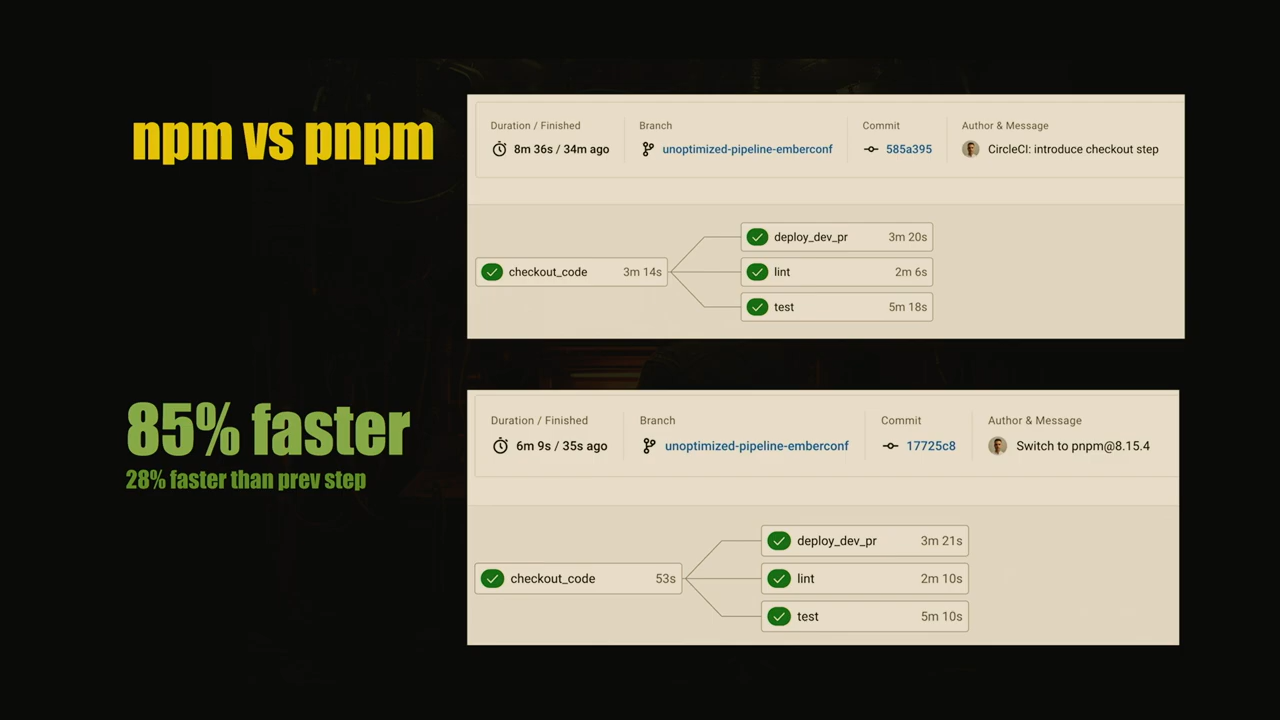 npm vs pnpm
Duration / Finished
8m 36s / 34m ago
Branch
unoptimized-pipeline-emberconf
Commit
585a395
Author & Message
CircleCI: introduce checkout step
checkout_code 3m 14s
deploy_dev_pr 3m 20s
lint 2m 6s
test 5m 18s
85% faster
28% faster than prev step
Duration / Finished
6m 9s / 35s ago
Branch
unoptimized-pipeline-emberconf
Commit
17725c8
Author & Message
Switch to pnpm@8.15.4
checkout_code 53s
deploy_dev_pr 3m 21s
lint 2m 10s
test 5m 10s